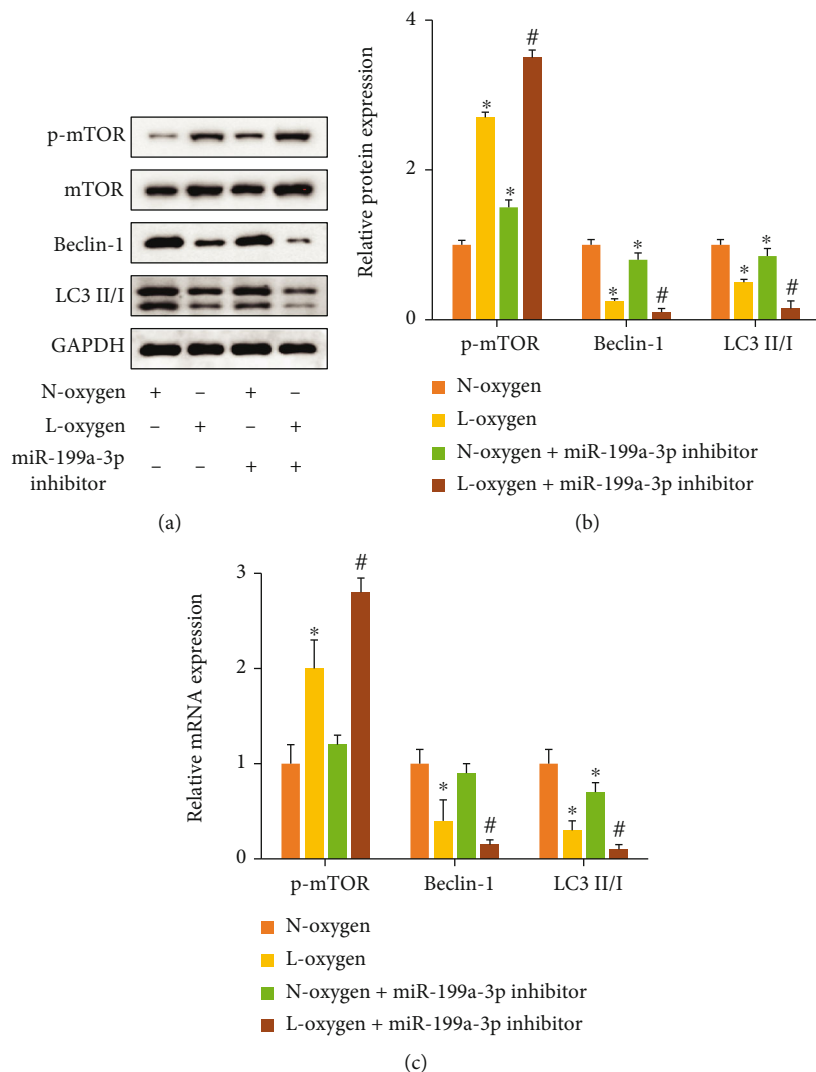 p-mTOR
mTOR
Beclin-1
LC3 II/I
GAPDH
N-oxygen + – + –
L-oxygen – + – +
miR-199a-3p – – + +
inhibitor
(a)
Relative protein expression
4
2
0
* * #
* * #
* * #
p-mTOR Beclin-1 LC3 II/I
N-oxygen
L-oxygen
N-oxygen + miR-199a-3p inhibitor
L-oxygen + miR-199a-3p inhibitor
(b)
Relative mRNA expression
3
2
1
0
* #
* #
* * #
p-mTOR Beclin-1 LC3 II/I
N-oxygen
L-oxygen
N-oxygen + miR-199a-3p inhibitor
L-oxygen + miR-199a-3p inhibitor
(c)